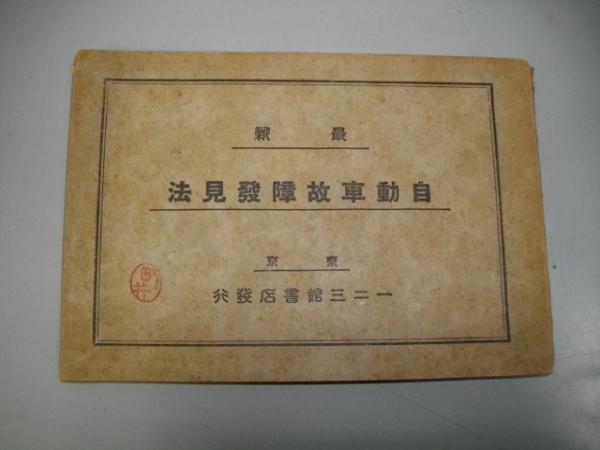 最新
自動車故障發見法
東京
一二三館書店發行